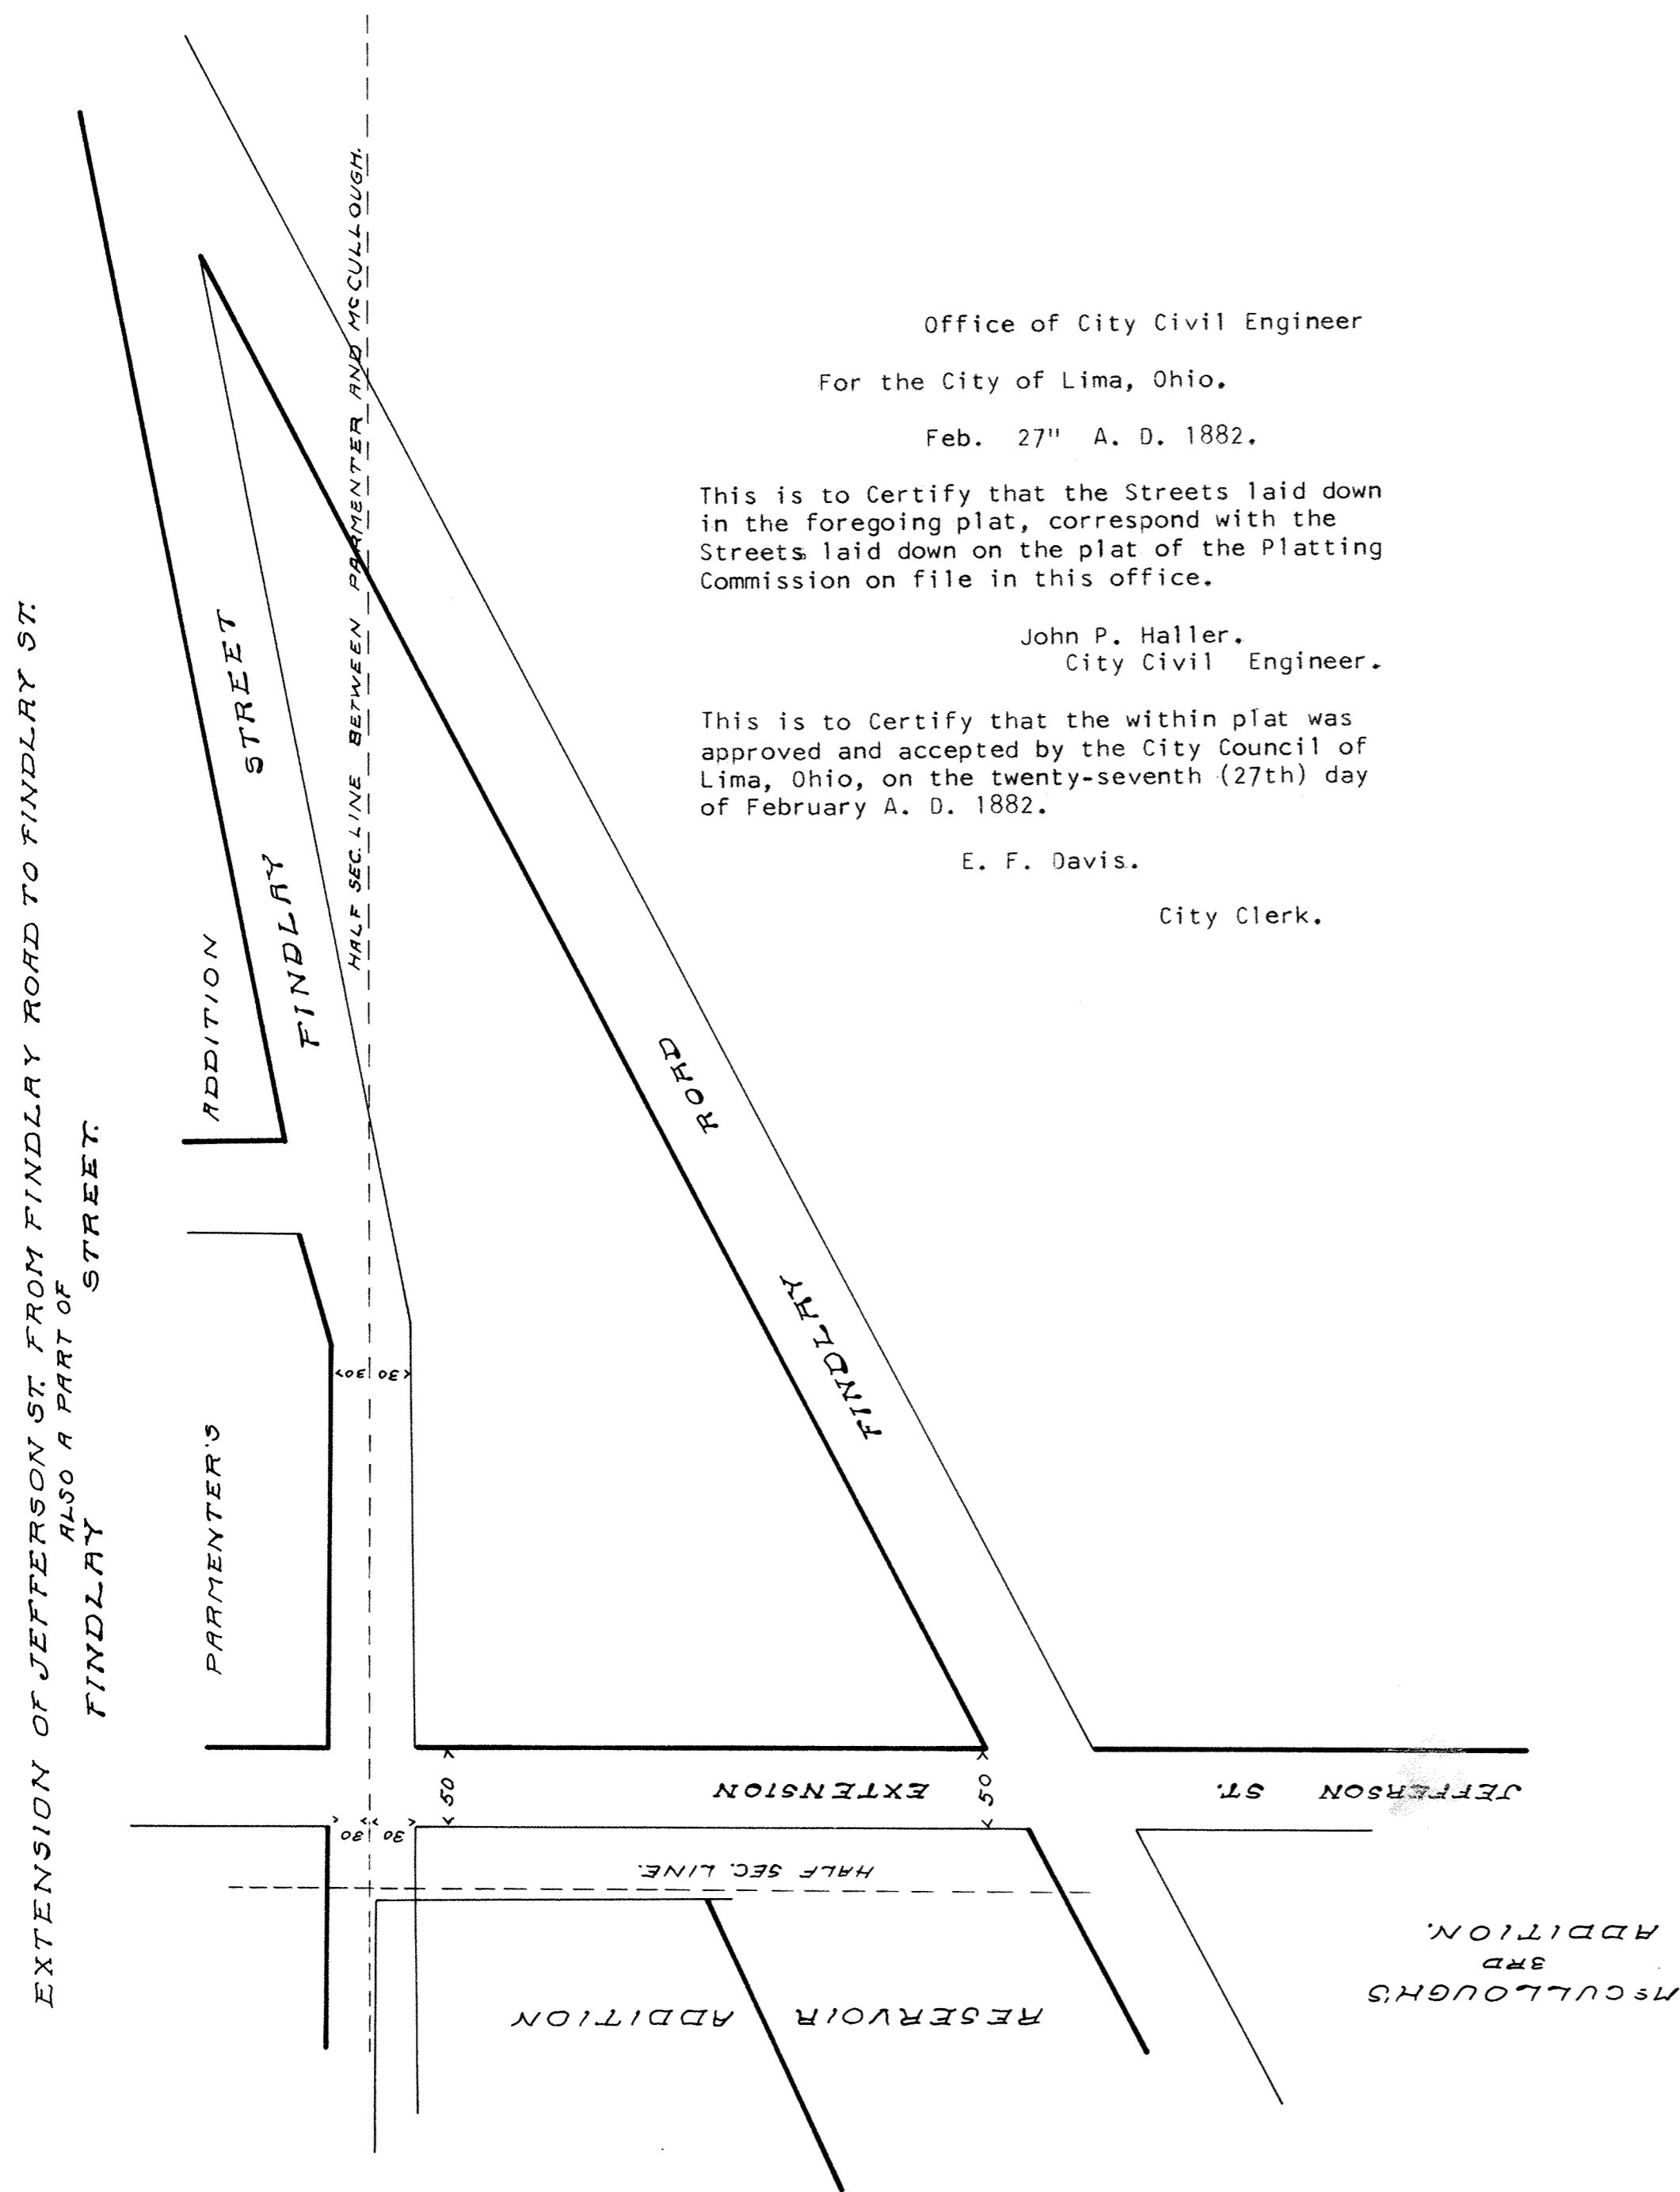 EXTENSION OF JEFFERSON ST. FROM FINDLAY ROAD TO FINDLAY ST.
ALSO A PART OF
FINDLAY STREET.
Office of City Civil Engineer
For the City of Lima, Ohio.
Feb. 27" A. D. 1882.
This is to Certify that the Streets laid down
in the foregoing plat, correspond with the
Streets laid down on the plat of the Platting
Commission on file in this office.
John P. Haller.
City Civil Engineer.
This is to Certify that the within plat was
approved and accepted by the City Council of
Lima, Ohio, on the twenty-seventh (27th) day
of February A. D. 1882.
E. F. Davis.
City Clerk.
HALF SEC. LINE BETWEEN PARMENTER AND McCULLOUGH.
FINDLAY STREET
PARMENTER'S ADDITION
FINDLAY ROAD
30 30
JEFFERSON ST. EXTENSION
50
50
30 30
HALF SEC. LINE.
RESERVOIR ADDITION
McCULLOUGH'S
3RD
ADDITION.